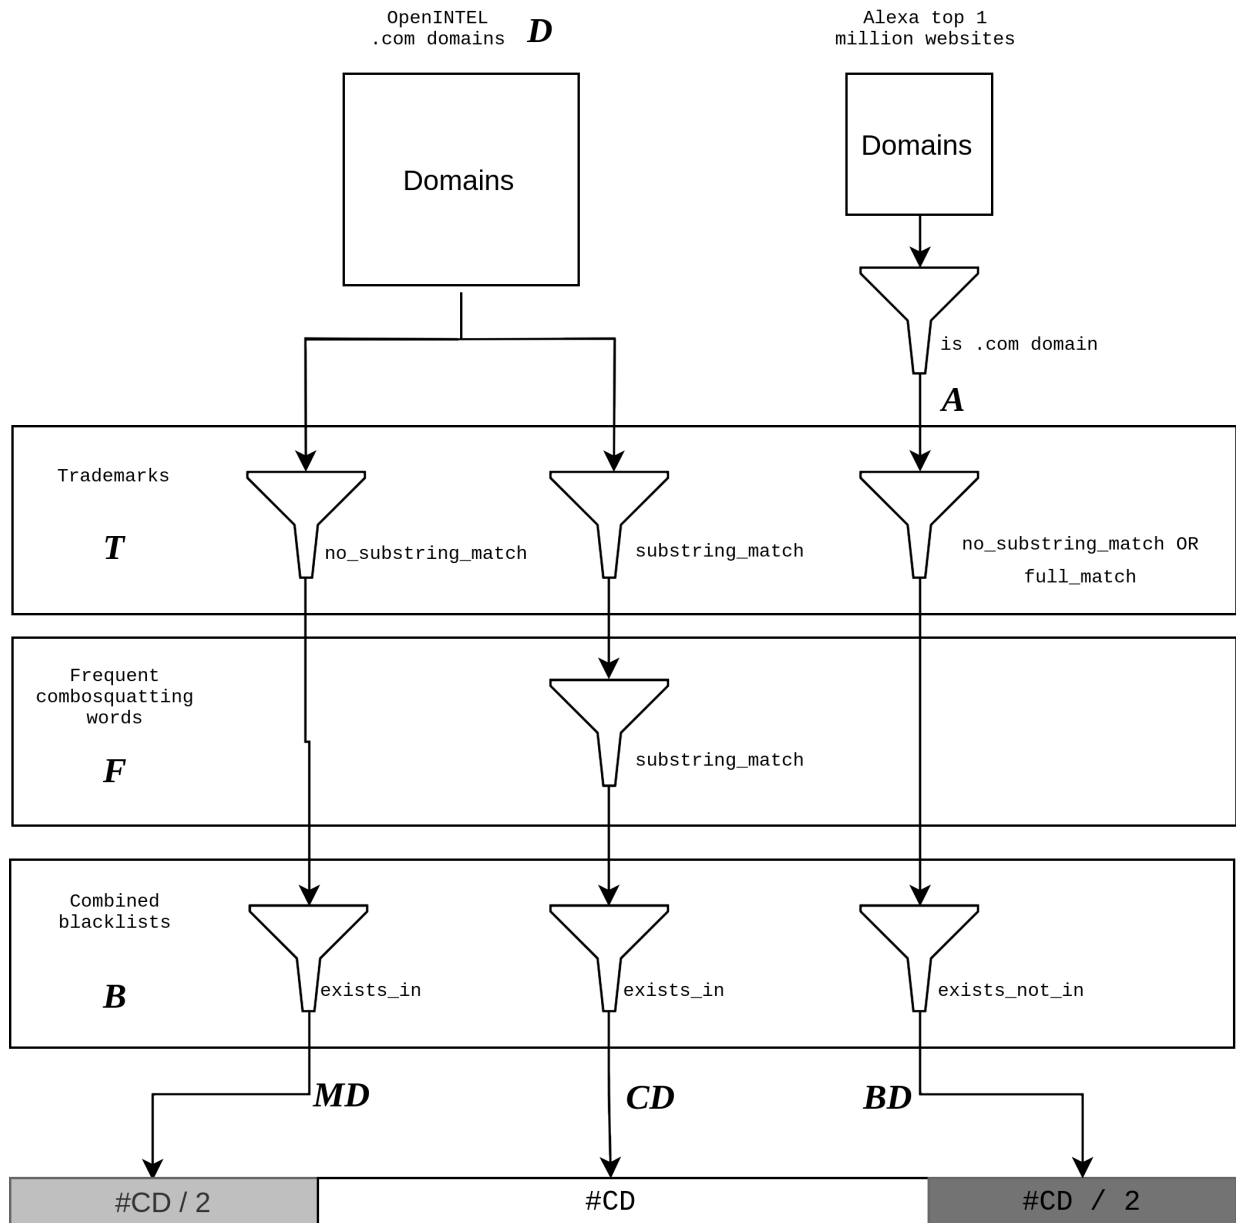 OpenINTEL
.com domains
D
Alexa top 1
million websites
Domains
Domains
is .com domain
A
Trademarks
T
no_substring_match
substring_match
no_substring_match OR
full_match
Frequent
combosquatting
words
F
substring_match
Combined
blacklists
B
exists_in
exists_in
exists_not_in
MD
CD
BD
#CD / 2
#CD
#CD / 2